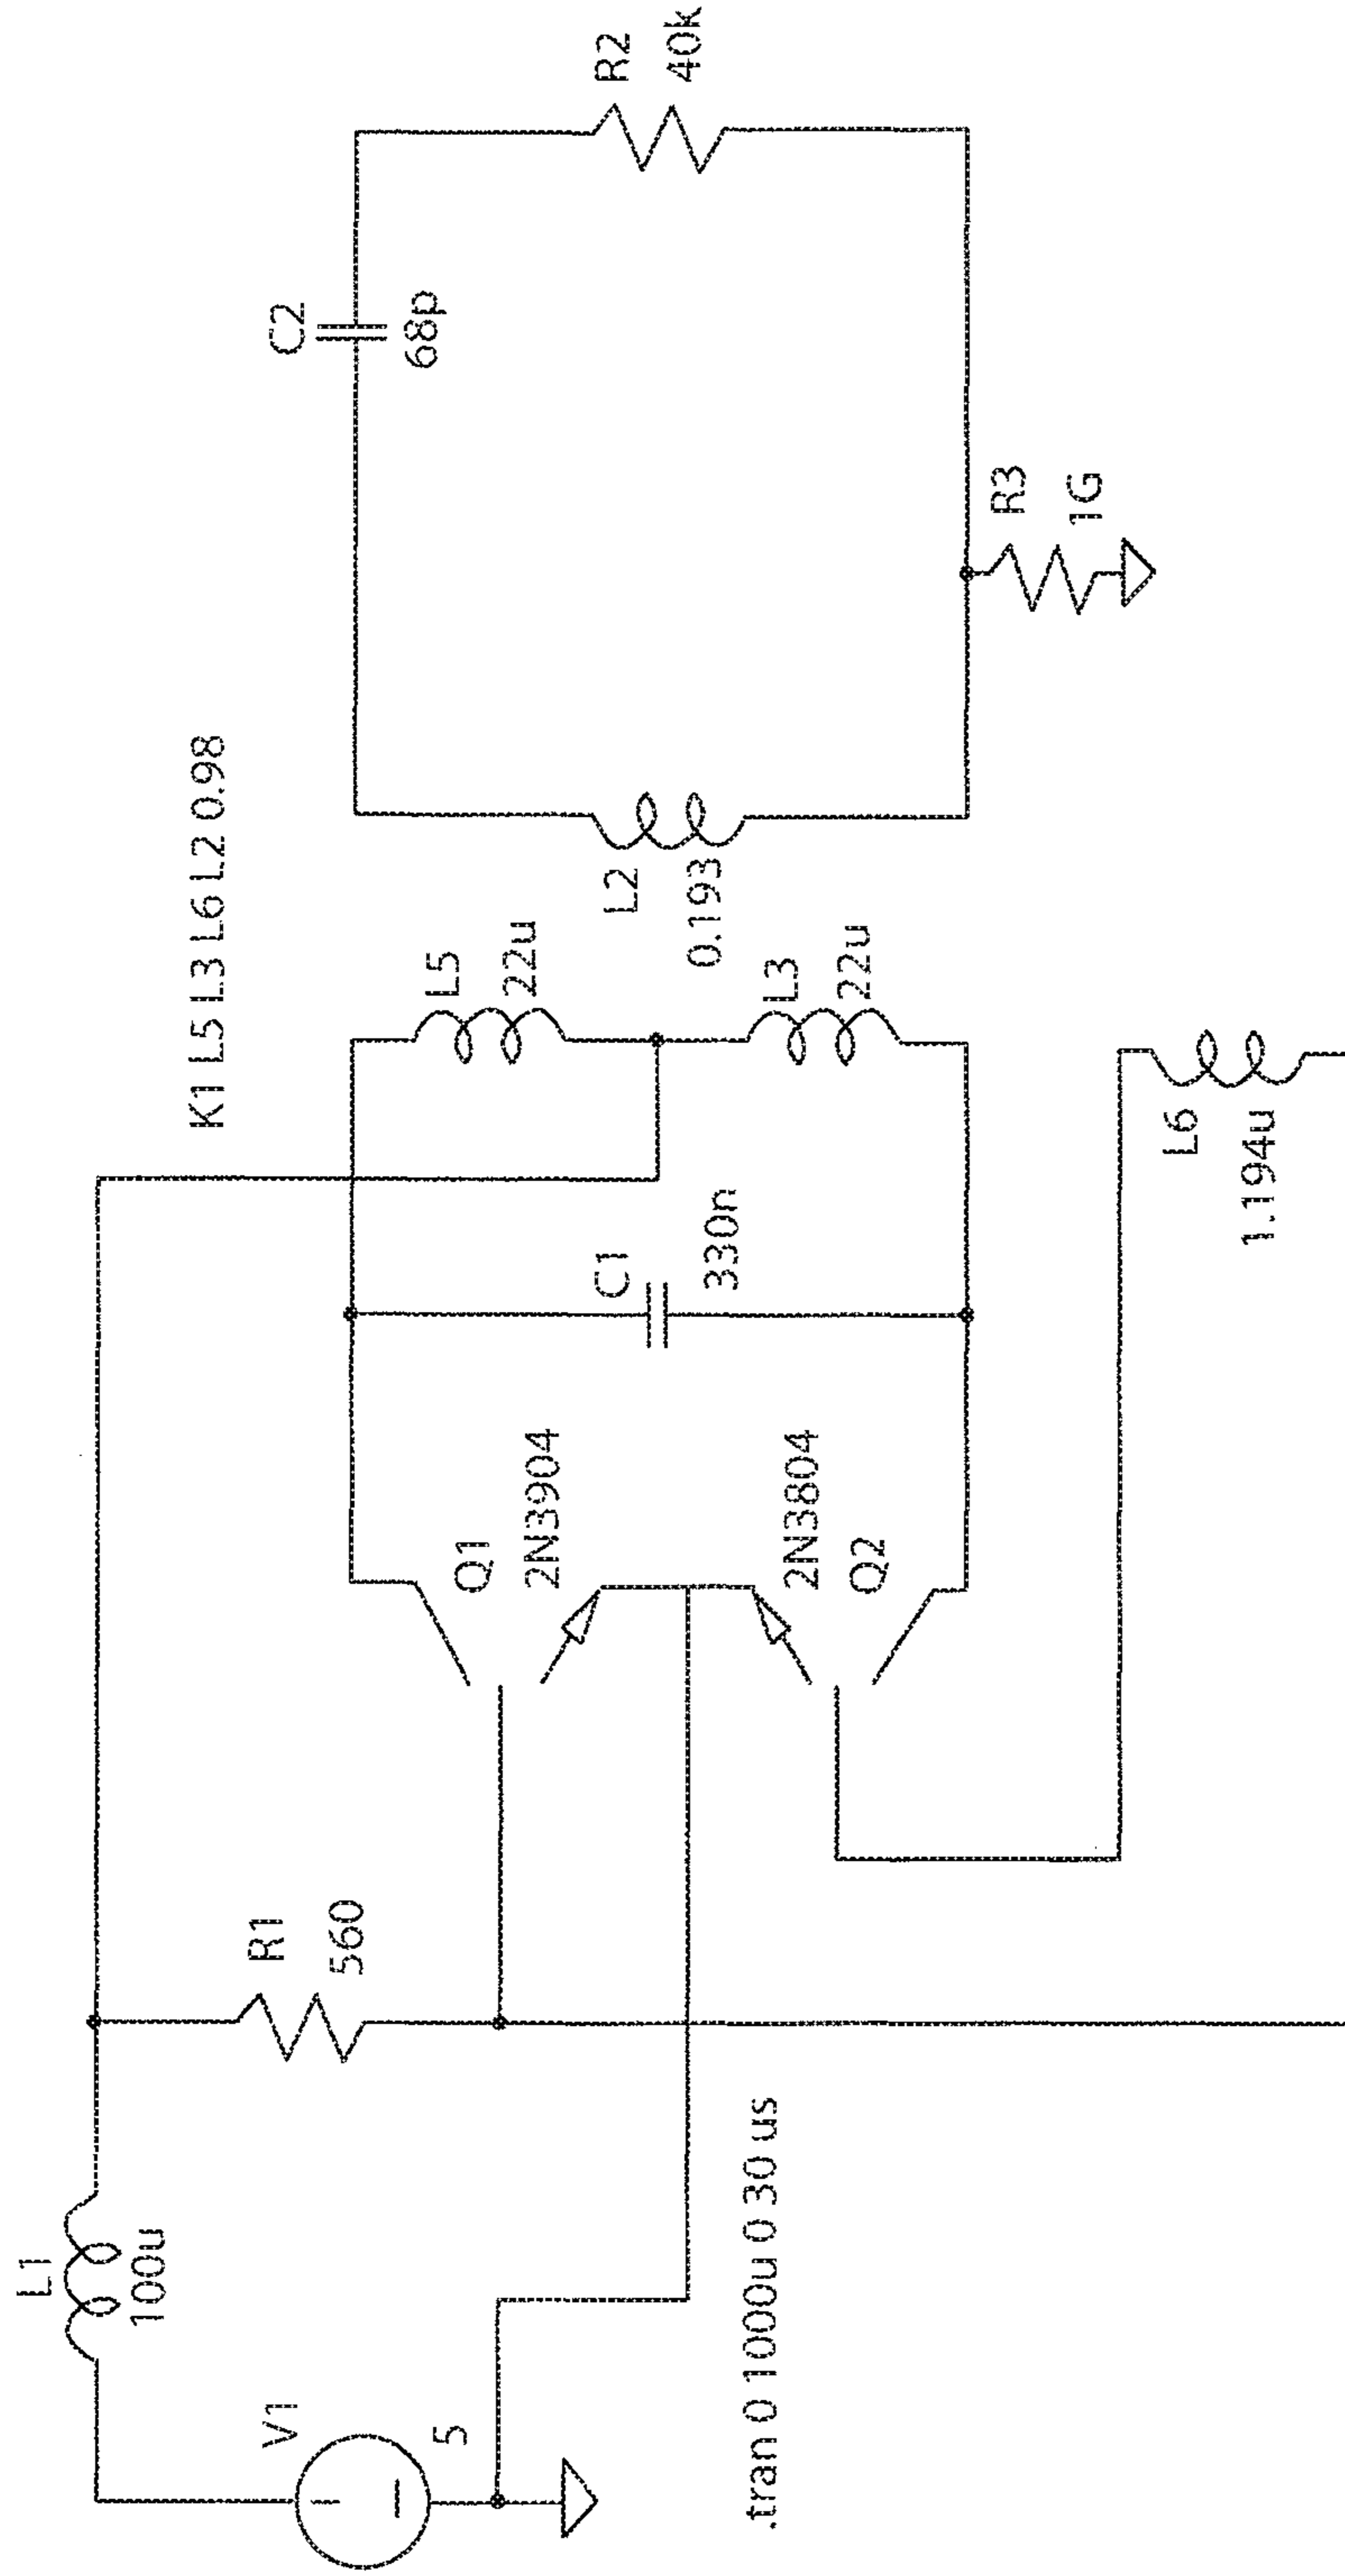 K1 L5 L3 L6 L2 0.98
L1
100u
V1
5
R1
560
Q1
2N3904
2N3804
Q2
C1
330n
L5
22u
L3
22u
L2
0.193
C2
68p
R2
40k
R3
1G
L6
1.194u
.tran 0 1000u 0 30 us